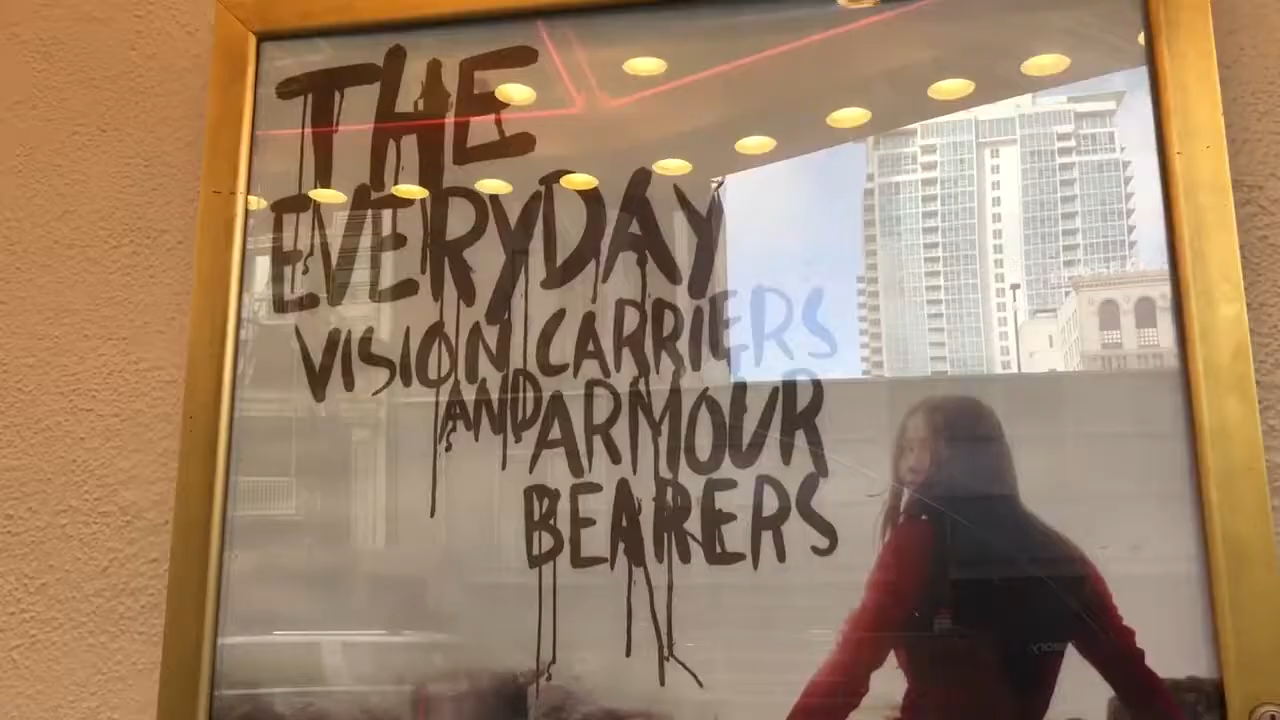 THE
EVERYDAY
VISION CARRIERS
AND ARMOUR
BEARERS